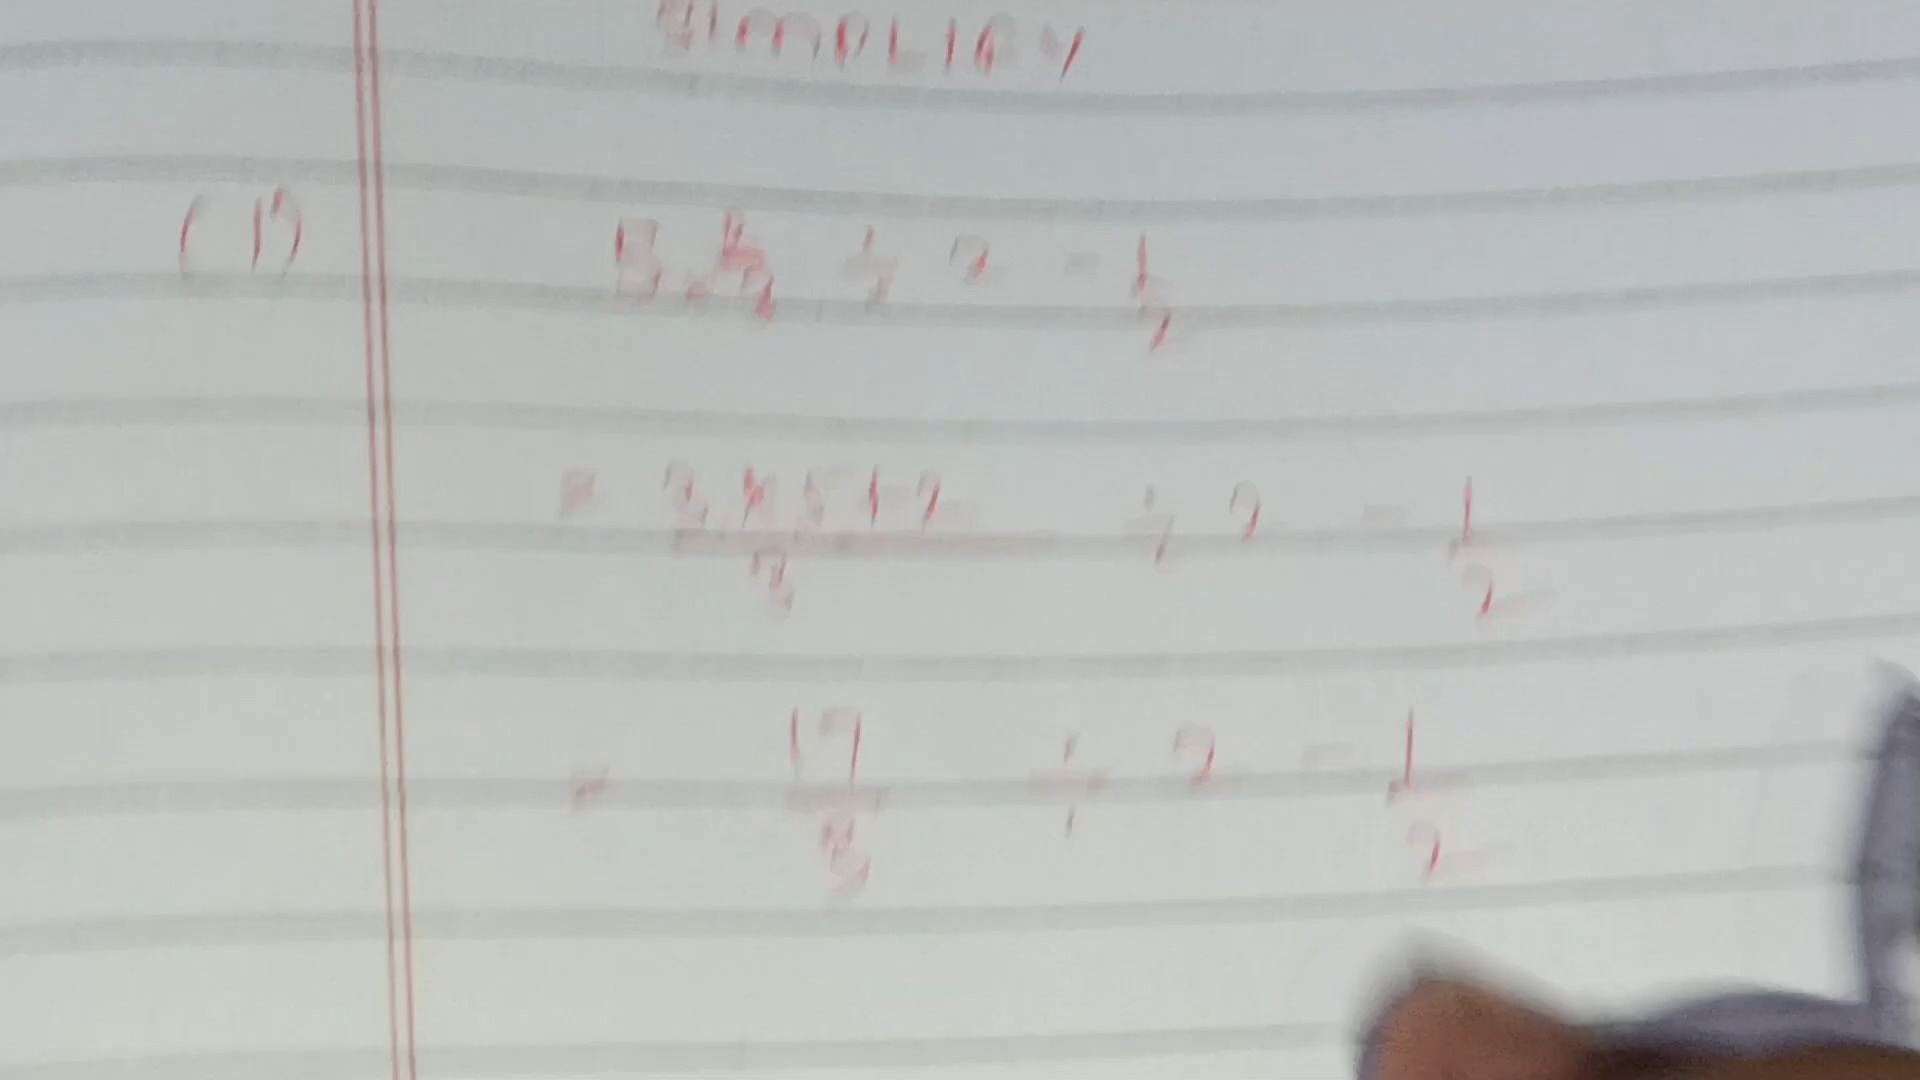 SIMPLIFY
(1) 5 2/3 ÷ 2 - 1/2
= 3 x 5 + 2 / 3 ÷ 2 - 1/2
= 17/3 ÷ 2 - 1/2